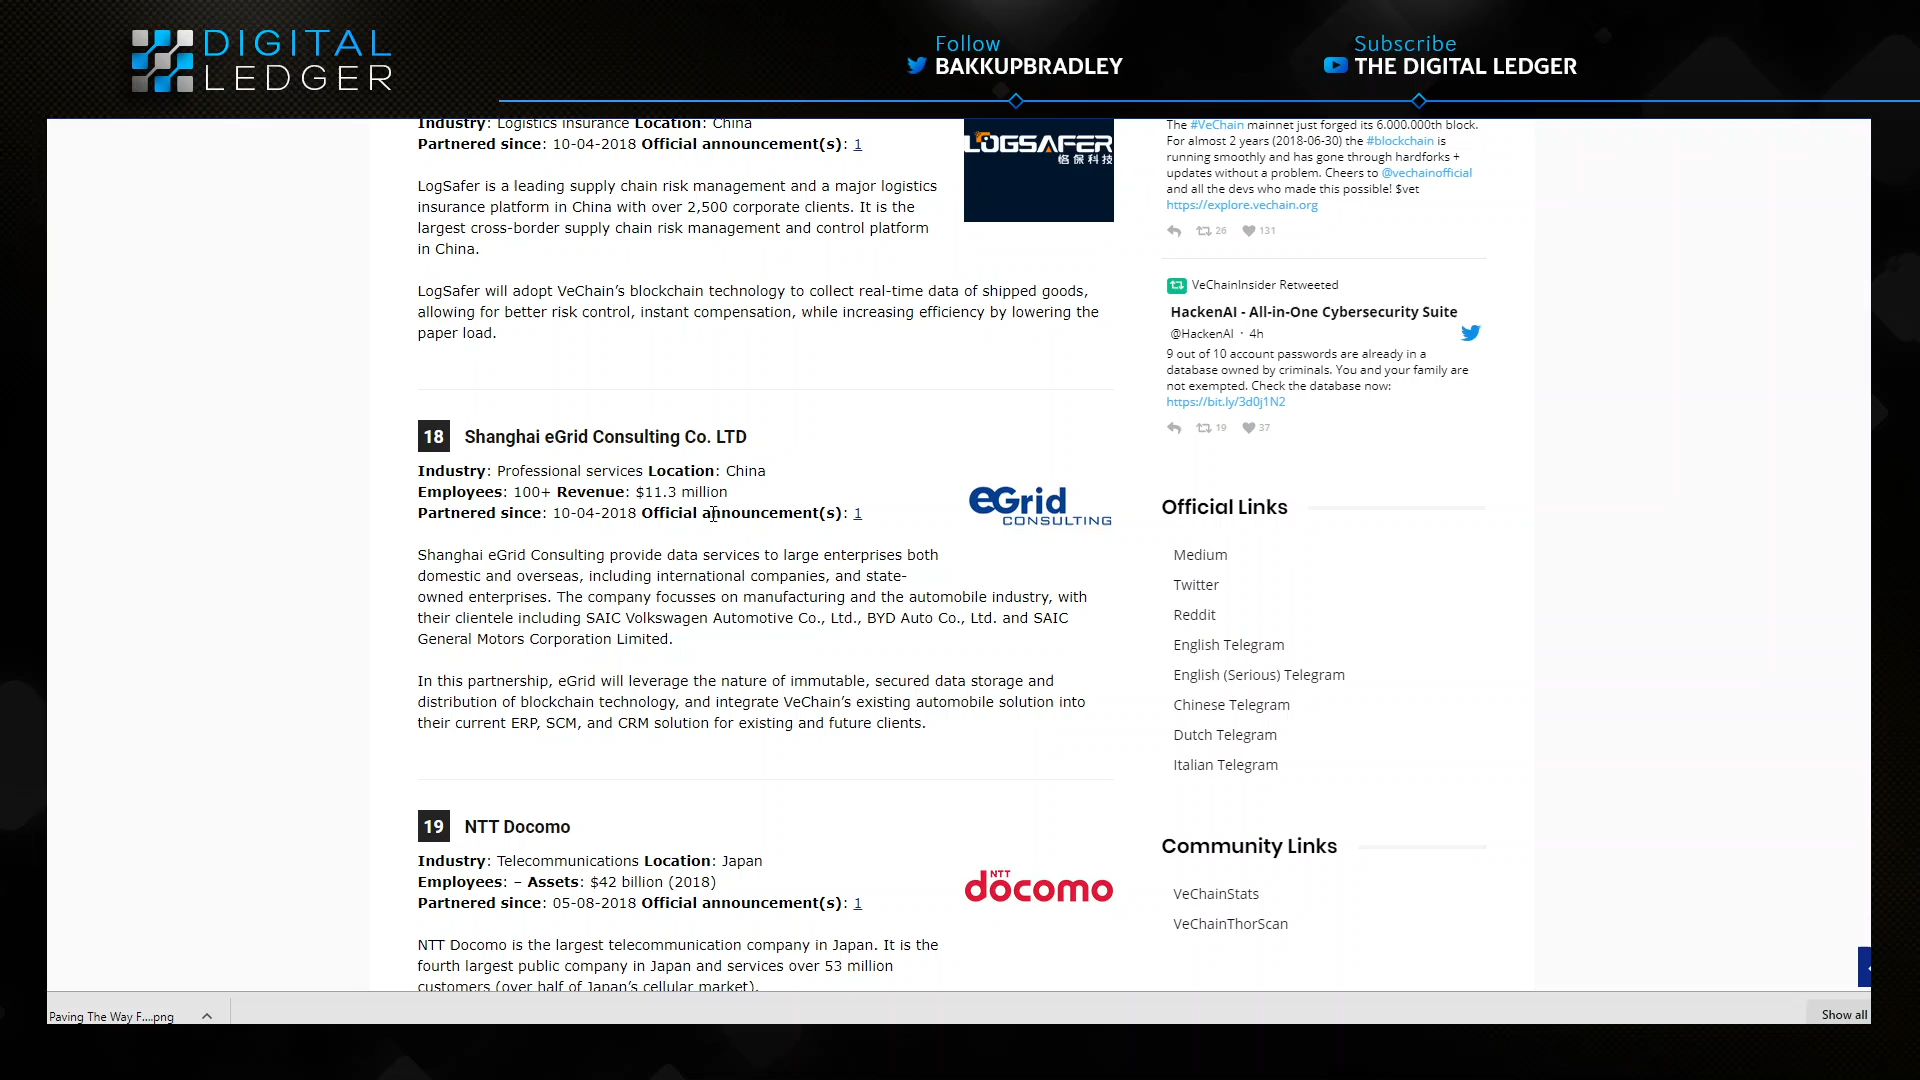 DIGITAL
LEDGER
Follow
BAKKUPBRADLEY
Subscribe
THE DIGITAL LEDGER
Industry: Logistics insurance Location: China
Partnered since: 10-04-2018 Official announcement(s): 1
LOGSAFER
格保科技
LogSafer is a leading supply chain risk management and a major logistics
insurance platform in China with over 2,500 corporate clients. It is the
largest cross-border supply chain risk management and control platform
in China.
LogSafer will adopt VeChain’s blockchain technology to collect real-time data of shipped goods,
allowing for better risk control, instant compensation, while increasing efficiency by lowering the
paper load.
18 Shanghai eGrid Consulting Co. LTD
Industry: Professional services Location: China
Employees: 100+ Revenue: $11.3 million
Partnered since: 10-04-2018 Official announcement(s): 1
eGrid
CONSULTING
Shanghai eGrid Consulting provide data services to large enterprises both
domestic and overseas, including international companies, and state-
owned enterprises. The company focusses on manufacturing and the automobile industry, with
their clientele including SAIC Volkswagen Automotive Co., Ltd., BYD Auto Co., Ltd. and SAIC
General Motors Corporation Limited.
In this partnership, eGrid will leverage the nature of immutable, secured data storage and
distribution of blockchain technology, and integrate VeChain’s existing automobile solution into
their current ERP, SCM, and CRM solution for existing and future clients.
19 NTT Docomo
Industry: Telecommunications Location: Japan
Employees: – Assets: $42 billion (2018)
Partnered since: 05-08-2018 Official announcement(s): 1
NTT
docomo
NTT Docomo is the largest telecommunication company in Japan. It is the
fourth largest public company in Japan and services over 53 million
customers (over half of Japan’s cellular market).
The #VeChain mainnet just forged its 6.000.000th block.
For almost 2 years (2018-06-30) the #blockchain is
running smoothly and has gone through hardforks +
updates without a problem. Cheers to @vechainofficial
and all the devs who made this possible! $vet
https://explore.vechain.org
26 131
VeChainInsider Retweeted
HackenAI - All-in-One Cybersecurity Suite
@HackenAI · 4h
9 out of 10 account passwords are already in a
database owned by criminals. You and your family are
not exempted. Check the database now:
https://bit.ly/3d0j1N2
19 37
Official Links
Medium
Twitter
Reddit
English Telegram
English (Serious) Telegram
Chinese Telegram
Dutch Telegram
Italian Telegram
Community Links
VeChainStats
VeChainThorScan
Paving The Way F....png
Show all